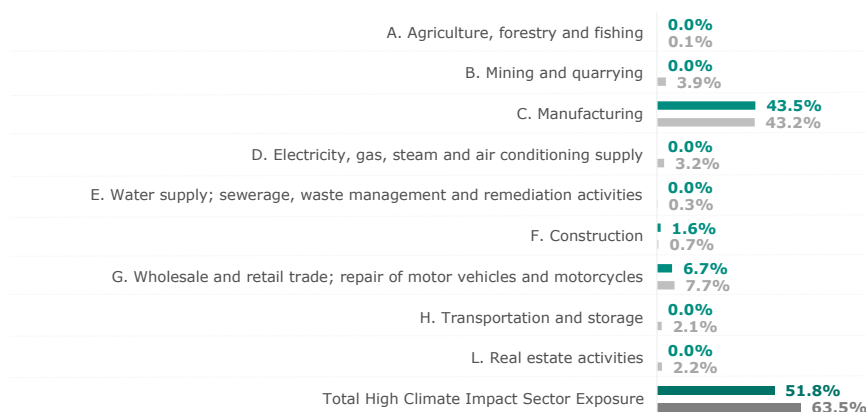 A. Agriculture, forestry and fishing
0.0%
0.1%
B. Mining and quarrying
0.0%
3.9%
C. Manufacturing
43.5%
43.2%
D. Electricity, gas, steam and air conditioning supply
0.0%
3.2%
E. Water supply; sewerage, waste management and remediation activities
0.0%
0.3%
F. Construction
1.6%
0.7%
G. Wholesale and retail trade; repair of motor vehicles and motorcycles
6.7%
7.7%
H. Transportation and storage
0.0%
2.1%
L. Real estate activities
0.0%
2.2%
Total High Climate Impact Sector Exposure
51.8%
63.5%